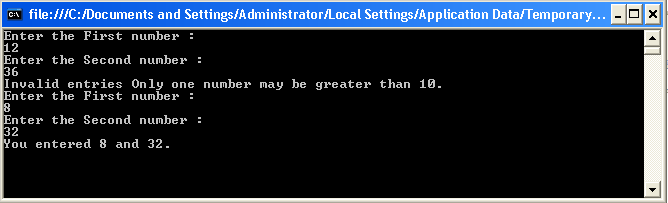 file:///C:/Documents and Settings/Administrator/Local Settings/Application Data/Temporary...
Enter the First number :
12
Enter the Second number :
36
Invalid entries Only one number may be greater than 10.
Enter the First number :
8
Enter the Second number :
32
You entered 8 and 32.